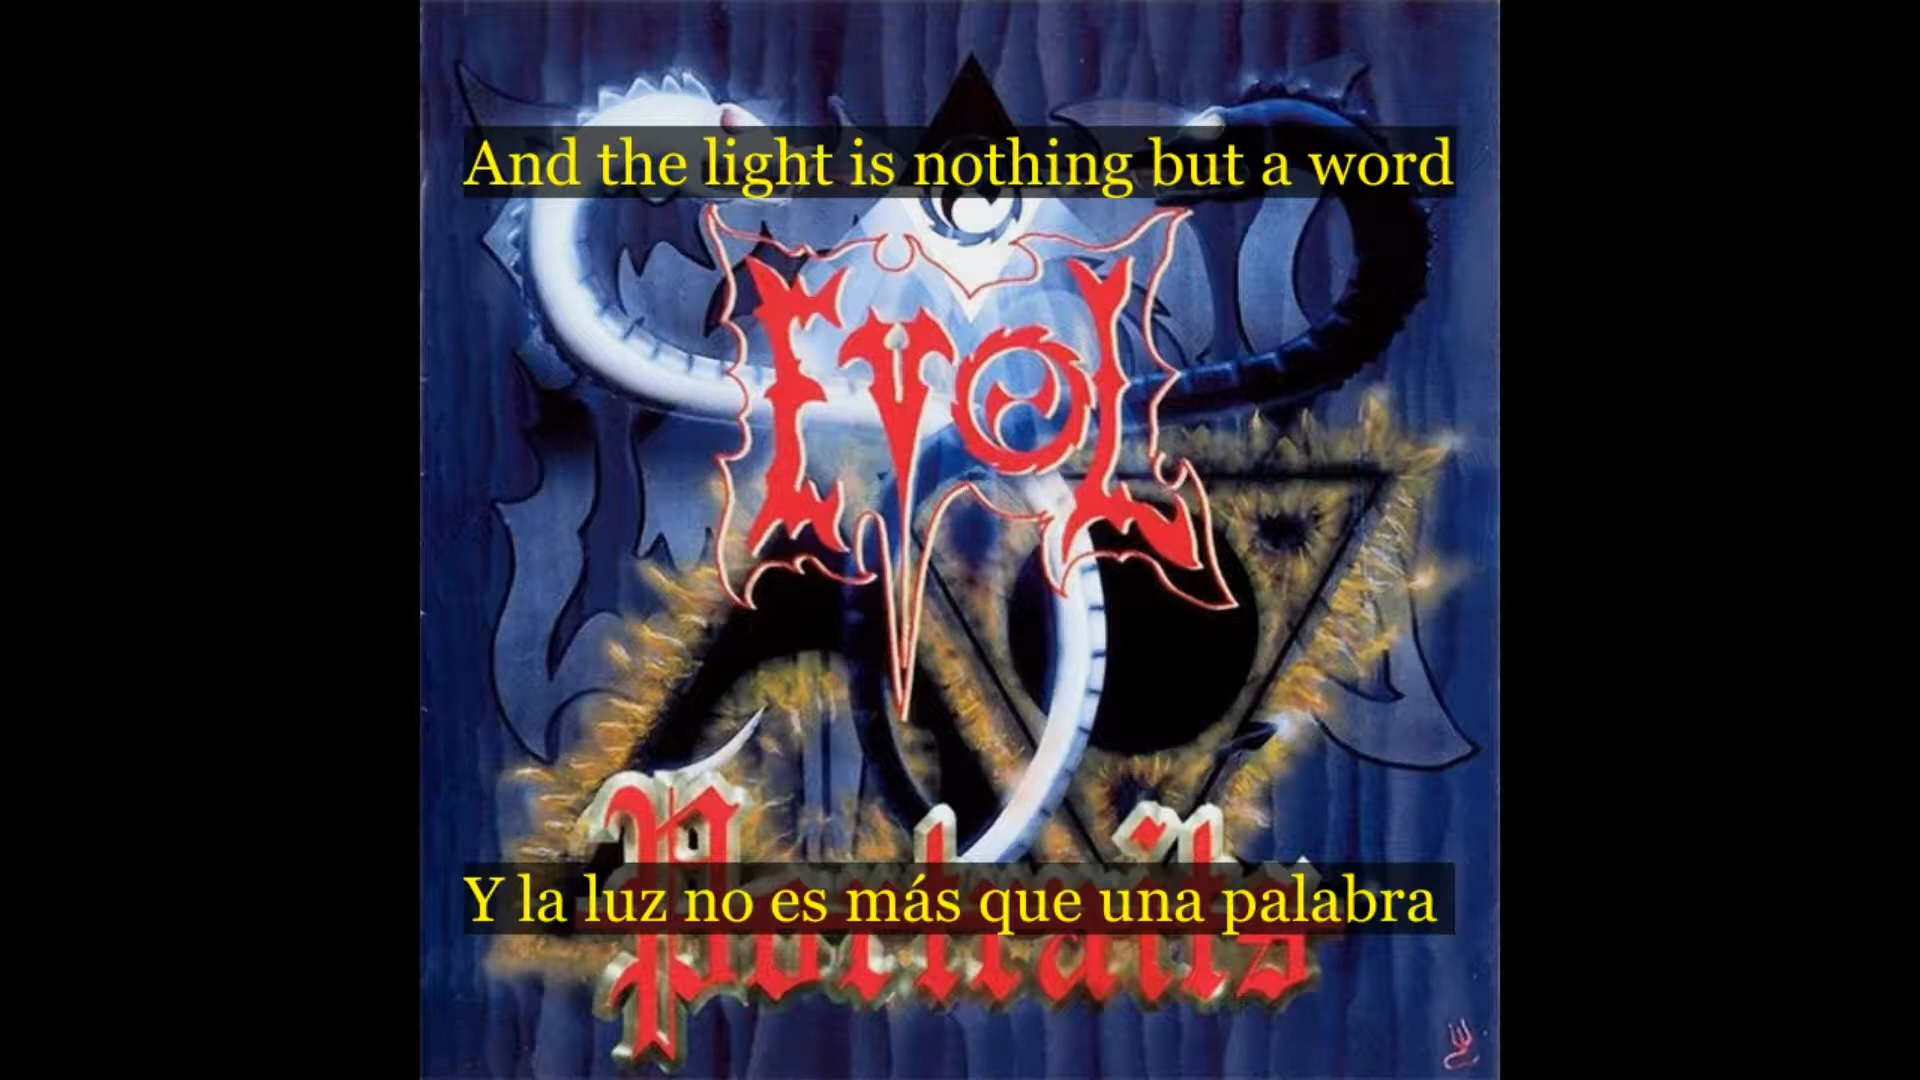 And the light is nothing but a word
Evol
Portraits
Y la luz no es más que una palabra